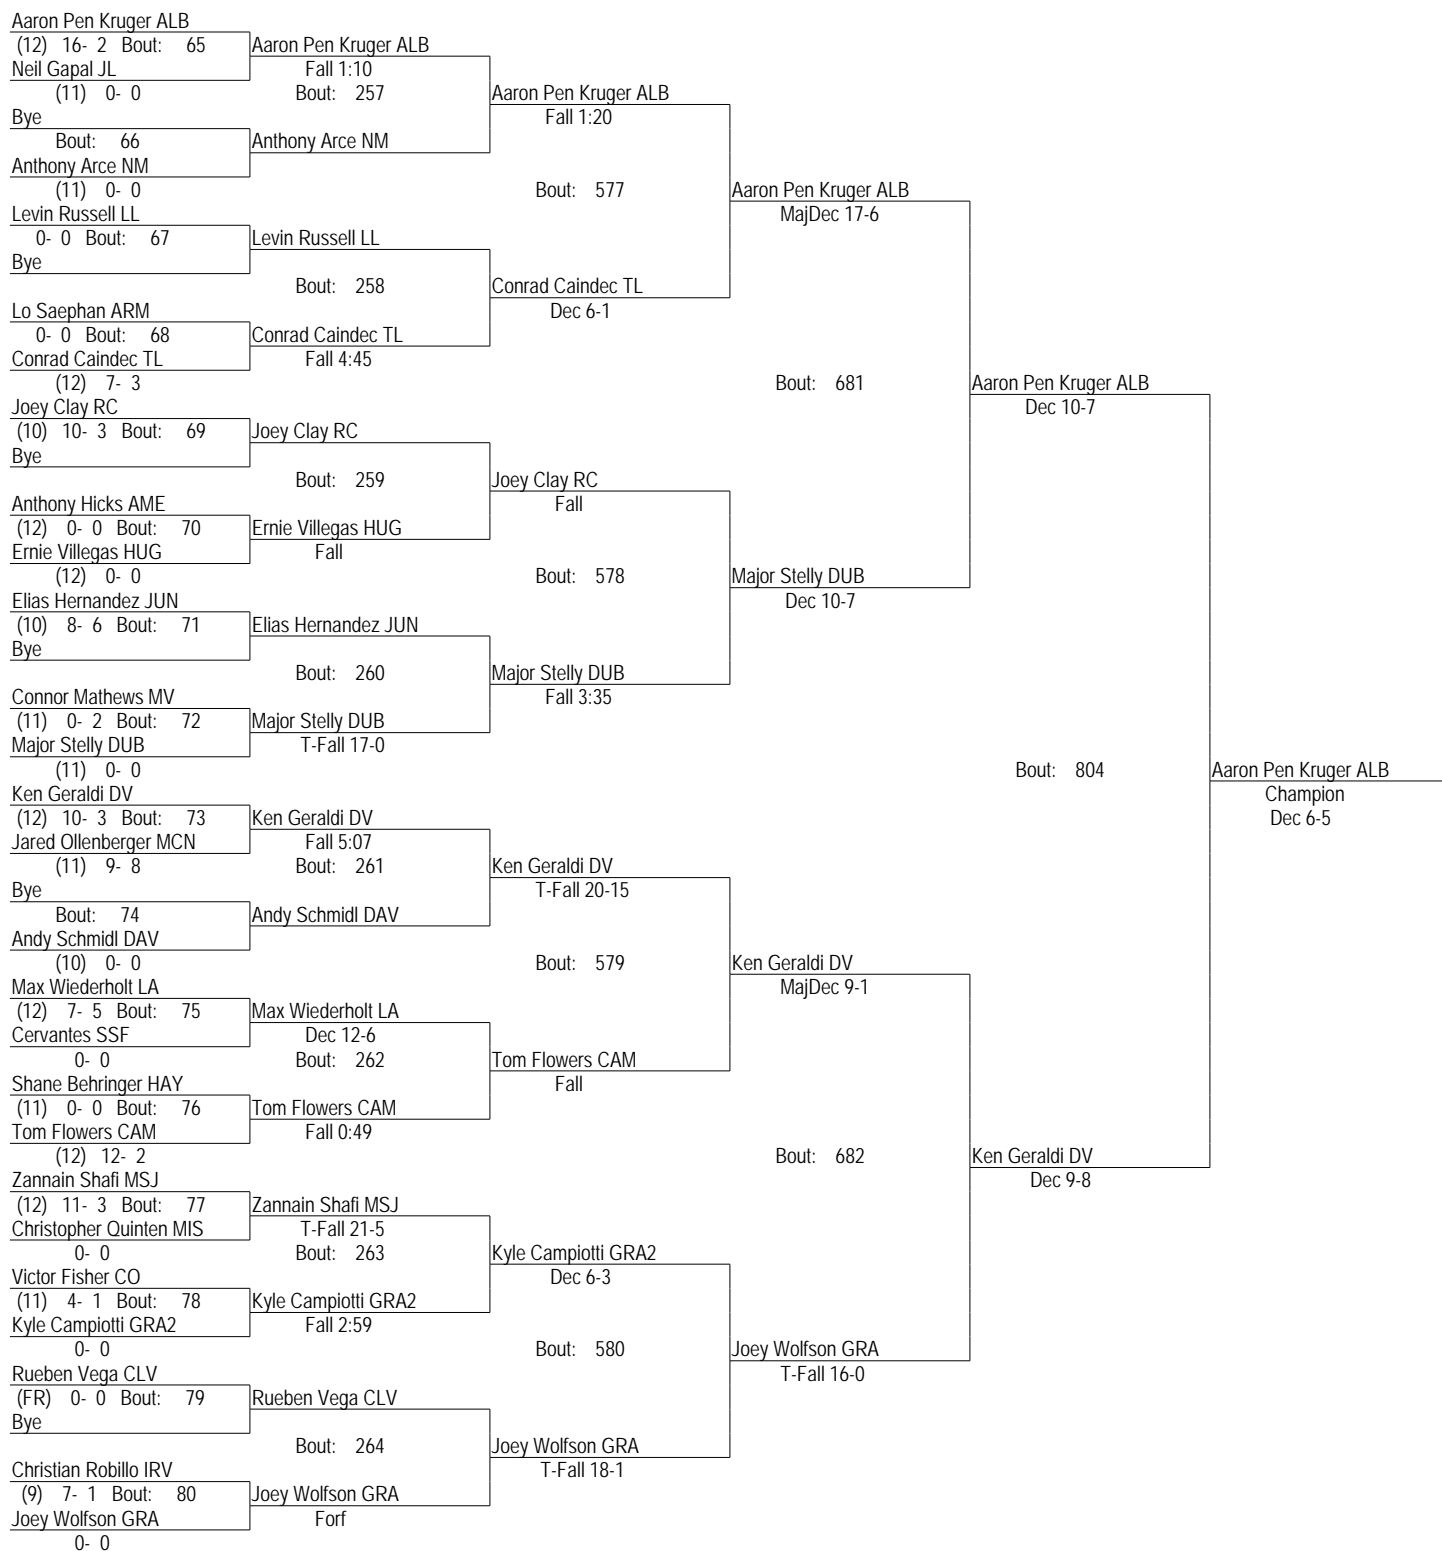 Aaron Pen Kruger ALB
(12) 16- 2 Bout: 65 Aaron Pen Kruger ALB
Neil Gapal JL Fall 1:10
(11) 0- 0 Bout: 257 Aaron Pen Kruger ALB
Bye Fall 1:20
Bout: 66 Anthony Arce NM
Anthony Arce NM
(11) 0- 0 Bout: 577 Aaron Pen Kruger ALB
Levin Russell LL MajDec 17-6
0- 0 Bout: 67 Levin Russell LL
Bye
Bout: 258 Conrad Caindec TL
Lo Saephan ARM Dec 6-1
0- 0 Bout: 68 Conrad Caindec TL
Conrad Caindec TL Fall 4:45
(12) 7- 3 Bout: 681 Aaron Pen Kruger ALB
Joey Clay RC Dec 10-7
(10) 10- 3 Bout: 69 Joey Clay RC
Bye
Bout: 259 Joey Clay RC
Anthony Hicks AME Fall
(12) 0- 0 Bout: 70 Ernie Villegas HUG
Ernie Villegas HUG Fall
(12) 0- 0 Bout: 578 Major Stelly DUB
Elias Hernandez JUN Dec 10-7
(10) 8- 6 Bout: 71 Elias Hernandez JUN
Bye
Bout: 260 Major Stelly DUB
Connor Mathews MV Fall 3:35
(11) 0- 2 Bout: 72 Major Stelly DUB
Major Stelly DUB T-Fall 17-0
(11) 0- 0 Bout: 804 Aaron Pen Kruger ALB
Ken Geraldi DV Champion
(12) 10- 3 Bout: 73 Ken Geraldi DV Dec 6-5
Jared Ollenberger MCN Fall 5:07
(11) 9- 8 Bout: 261 Ken Geraldi DV
Bye T-Fall 20-15
Bout: 74 Andy Schmidl DAV
Andy Schmidl DAV
(10) 0- 0 Bout: 579 Ken Geraldi DV
Max Wiederholt LA MajDec 9-1
(12) 7- 5 Bout: 75 Max Wiederholt LA
Cervantes SSF Dec 12-6
0- 0 Bout: 262 Tom Flowers CAM
Shane Behringer HAY Fall
(11) 0- 0 Bout: 76 Tom Flowers CAM
Tom Flowers CAM Fall 0:49
(12) 12- 2 Bout: 682 Ken Geraldi DV
Zannain Shafi MSJ Dec 9-8
(12) 11- 3 Bout: 77 Zannain Shafi MSJ
Christopher Quinten MIS T-Fall 21-5
0- 0 Bout: 263 Kyle Campiotti GRA2
Victor Fisher CO Dec 6-3
(11) 4- 1 Bout: 78 Kyle Campiotti GRA2
Kyle Campiotti GRA2 Fall 2:59
0- 0 Bout: 580 Joey Wolfson GRA
Rueben Vega CLV T-Fall 16-0
(FR) 0- 0 Bout: 79 Rueben Vega CLV
Bye
Bout: 264 Joey Wolfson GRA
Christian Robillo IRV T-Fall 18-1
(9) 7- 1 Bout: 80 Joey Wolfson GRA
Joey Wolfson GRA Forf
0- 0